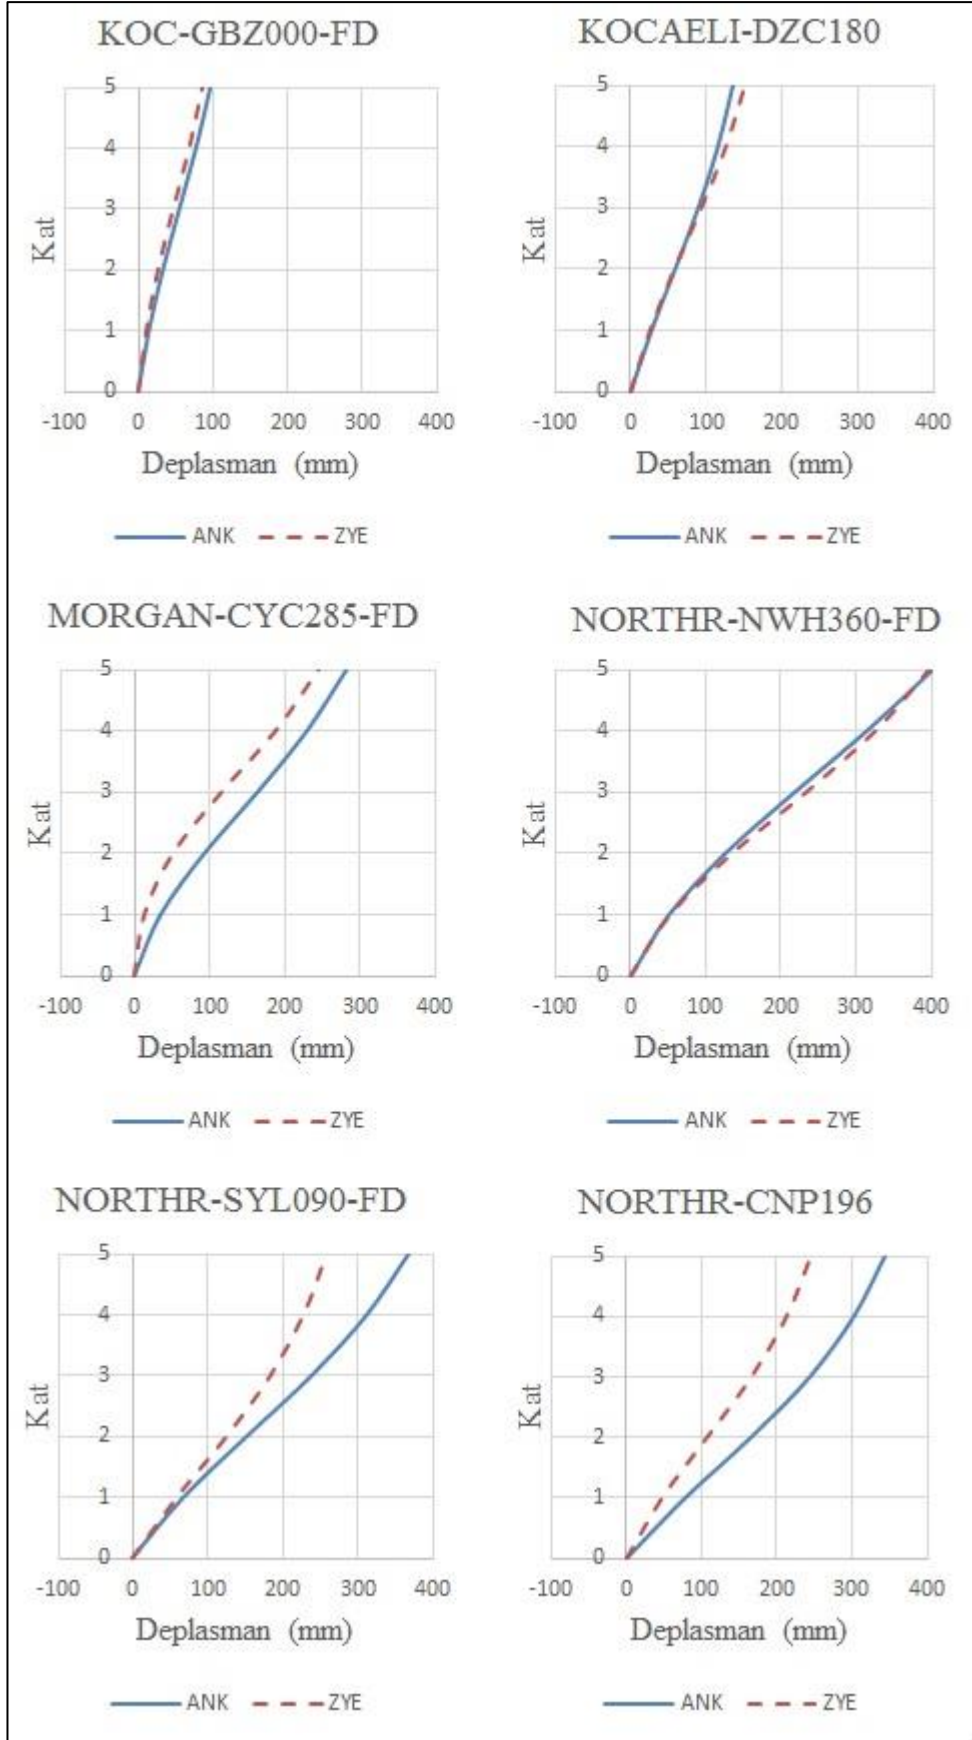 KOC-GBZ000-FD
5
4
3
2
1
0
Kat
-100 0 100 200 300 400
Deplasman (mm)
ANK ZYE
KOCAELI-DZC180
5
4
3
2
1
0
Kat
-100 0 100 200 300 400
Deplasman (mm)
ANK ZYE
MORGAN-CYC285-FD
5
4
3
2
1
0
Kat
-100 0 100 200 300 400
Deplasman (mm)
ANK ZYE
NORTHR-NWH360-FD
5
4
3
2
1
0
Kat
-100 0 100 200 300 400
Deplasman (mm)
ANK ZYE
NORTHR-SYL090-FD
5
4
3
2
1
0
Kat
-100 0 100 200 300 400
Deplasman (mm)
ANK ZYE
NORTHR-CNP196
5
4
3
2
1
0
Kat
-100 0 100 200 300 400
Deplasman (mm)
ANK ZYE